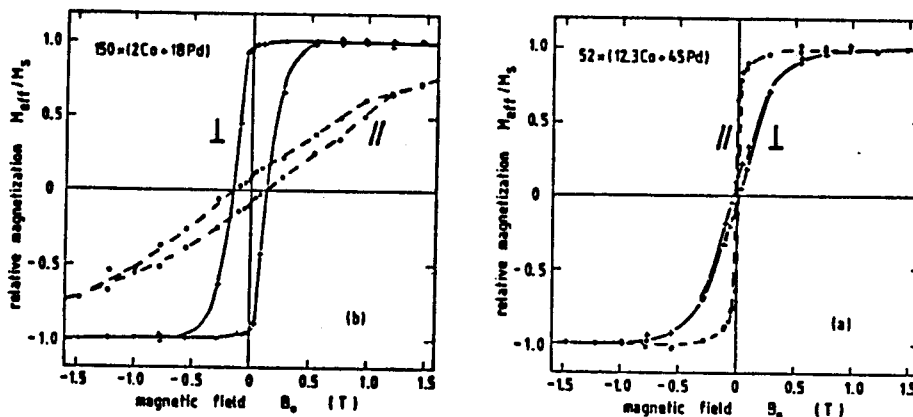 relative magnetization M_eff/M_s
1.0
0.5
0
-0.5
-1.0
150×(2Co+18Pd)
⊥
//
(b)
-1.5 -1.0 -0.5 0 0.5 1.0 1.5
magnetic field B_o (T)
relative magnetization M_eff/M_s
1.0
0.5
0
-0.5
-1.0
52×(12.3Co+45Pd)
//
⊥
(a)
-1.5 -1.0 -0.5 0 0.5 1.0 1.5
magnetic field B_o (T)